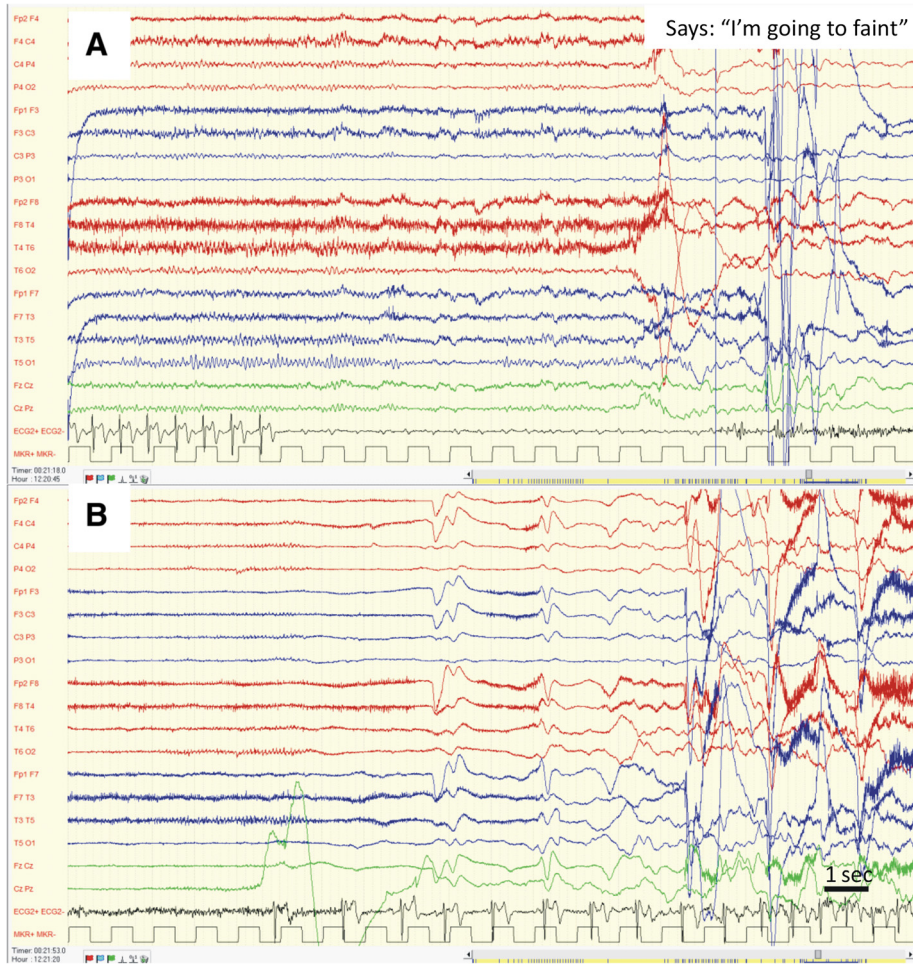 A
Says: “I’m going to faint”
Fp2 F4
F4 C4
C4 P4
P4 O2
Fp1 F3
F3 C3
C3 P3
P3 O1
Fp2 F8
F8 T4
T4 T6
T6 O2
Fp1 F7
F7 T3
T3 T5
T5 O1
Fz Cz
Cz Pz
ECG2+ ECG2-
MKR+ MKR-
Timer: 00:21:18.0
Hour : 12:20:45
B
Fp2 F4
F4 C4
C4 P4
P4 O2
Fp1 F3
F3 C3
C3 P3
P3 O1
Fp2 F8
F8 T4
T4 T6
T6 O2
Fp1 F7
F7 T3
T3 T5
T5 O1
Fz Cz
Cz Pz
1 sec
ECG2+ ECG2-
MKR+ MKR-
Timer: 00:21:53.0
Hour : 12:21:20